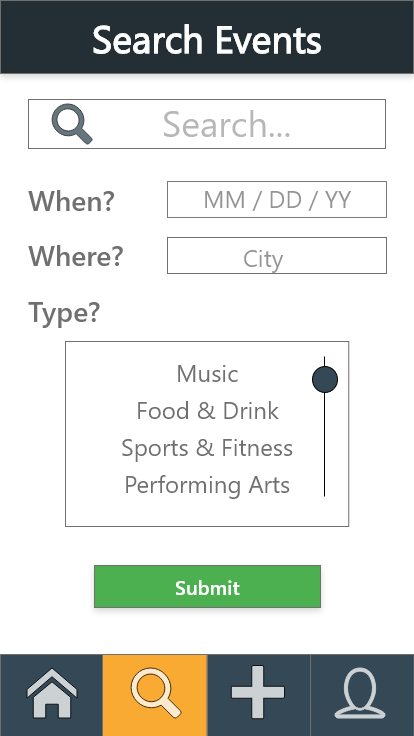 Search Events
Search...
When?
MM / DD / YY
Where?
City
Type?
Music
Food & Drink
Sports & Fitness
Performing Arts
Submit